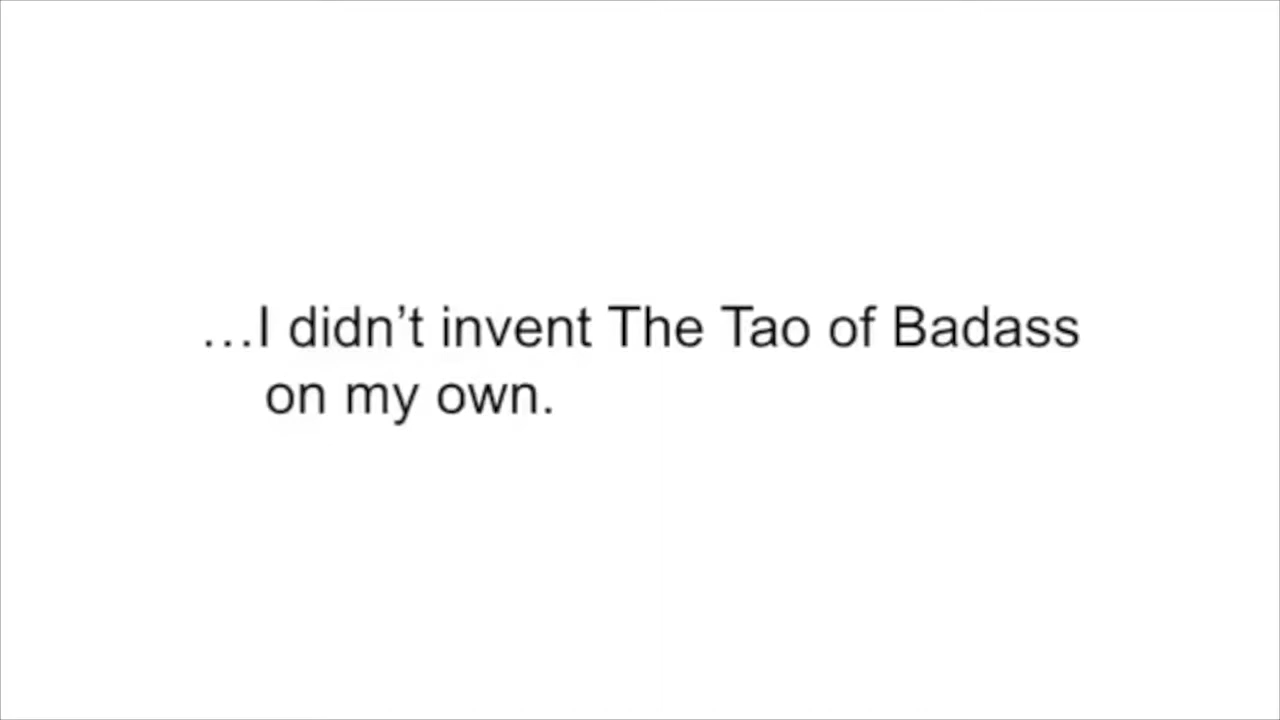 …I didn’t invent The Tao of Badass
on my own.